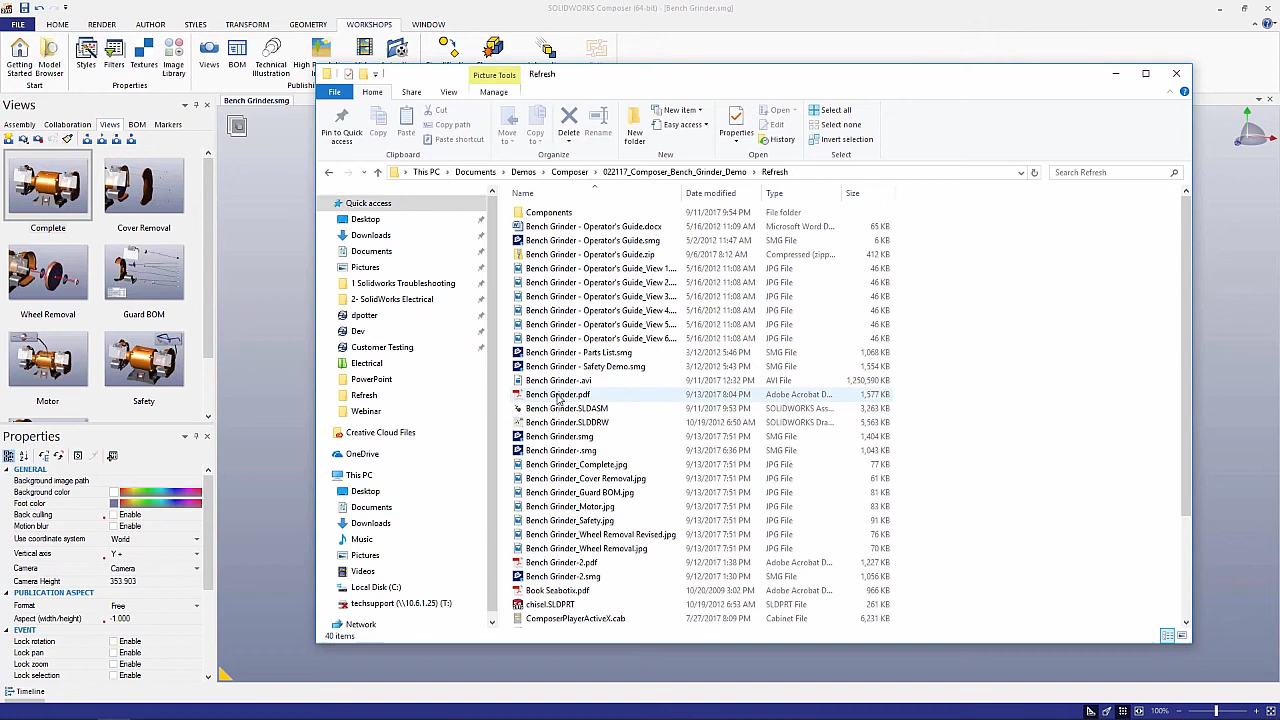 SOLIDWORKS Composer (64-bit) - [Bench Grinder.smg]
FILE HOME RENDER AUTHOR STYLES TRANSFORM GEOMETRY WORKSHOPS WINDOW
Getting Started Model Browser Styles Filters Textures Image Library Views BOM Technical Illustration
Start Properties
Views
Assembly Collaboration Views BOM Markers
Complete Cover Removal
Wheel Removal Guard BOM
Motor Safety
Properties
GENERAL
Background image path
Background color
Foot color
Back culling Enable
Motion blur Enable
Use coordinate system World
Vertical axis Y +
Camera Camera
Camera Height 353.903
PUBLICATION ASPECT
Format Free
Aspect (width/height) -1.000
EVENT
Lock rotation Enable
Lock pan Enable
Lock zoom Enable
Lock selection Enable
Timeline
Bench Grinder.smg
Picture Tools Refresh
File Home Share View Manage
Pin to Quick access Copy Paste Cut Copy path Paste shortcut
Move to Copy to Delete Rename New folder New item Easy access
Properties Open Edit History Select all Select none Invert selection
Clipboard Organize New Open Select
This PC Documents Demos Composer 022117_Composer_Bench_Grinder_Demo Refresh Search Refresh
Quick access
Desktop
Downloads
Documents
Pictures
1 Solidworks Troubleshooting
2- SolidWorks Electrical
dpotter
Dev
Customer Testing
Electrical
PowerPoint
Refresh
Webinar
Creative Cloud Files
OneDrive
This PC
Desktop
Documents
Downloads
Music
Pictures
Videos
Local Disk (C:)
techsupport (\\10.6.1.25) (T:)
Network
Name Date modified Type Size
Components 9/11/2017 9:54 PM File folder
Bench Grinder - Operator's Guide.docx 5/16/2012 11:09 AM Microsoft Word D... 65 KB
Bench Grinder - Operator's Guide.smg 5/2/2012 11:47 AM SMG File 6 KB
Bench Grinder - Operator's Guide.zip 9/6/2017 8:12 AM Compressed (zipp... 412 KB
Bench Grinder - Operator's Guide_View 1.... 5/16/2012 11:08 AM JPG File 46 KB
Bench Grinder - Operator's Guide_View 2.... 5/16/2012 11:08 AM JPG File 46 KB
Bench Grinder - Operator's Guide_View 3.... 5/16/2012 11:08 AM JPG File 46 KB
Bench Grinder - Operator's Guide_View 4.... 5/16/2012 11:08 AM JPG File 46 KB
Bench Grinder - Operator's Guide_View 5.... 5/16/2012 11:08 AM JPG File 46 KB
Bench Grinder - Operator's Guide_View 6.... 5/16/2012 11:08 AM JPG File 46 KB
Bench Grinder - Parts List.smg 3/12/2012 5:46 PM SMG File 1,068 KB
Bench Grinder - Safety Demo.smg 3/12/2012 5:43 PM SMG File 1,554 KB
Bench Grinder-.avi 9/11/2017 12:32 PM AVI File 1,250,590 KB
Bench Grinder.pdf 9/13/2017 8:04 PM Adobe Acrobat D... 1,577 KB
Bench Grinder.SLDASM 9/11/2017 9:53 PM SOLIDWORKS Ass... 3,263 KB
Bench Grinder.SLDDRW 10/19/2012 6:50 AM SOLIDWORKS Dra... 5,563 KB
Bench Grinder.smg 9/13/2017 7:51 PM SMG File 1,404 KB
Bench Grinder-.smg 9/13/2017 6:36 PM SMG File 1,043 KB
Bench Grinder_Complete.jpg 9/13/2017 7:51 PM JPG File 77 KB
Bench Grinder_Cover Removal.jpg 9/13/2017 7:51 PM JPG File 61 KB
Bench Grinder_Guard BOM.jpg 9/13/2017 7:51 PM JPG File 81 KB
Bench Grinder_Motor.jpg 9/13/2017 7:51 PM JPG File 83 KB
Bench Grinder_Safety.jpg 9/13/2017 7:51 PM JPG File 91 KB
Bench Grinder_Wheel Removal Revised.jpg 9/13/2017 7:51 PM JPG File 76 KB
Bench Grinder_Wheel Removal.jpg 9/13/2017 7:51 PM JPG File 70 KB
Bench Grinder-2.pdf 9/12/2017 1:38 PM Adobe Acrobat D... 1,227 KB
Bench Grinder-2.smg 9/12/2017 1:30 PM SMG File 1,056 KB
Book Seabotix.pdf 10/20/2009 3:02 PM Adobe Acrobat D... 966 KB
chisel.SLDPRT 10/19/2012 6:53 AM SLDPRT File 261 KB
ComposerPlayerActiveX.cab 7/27/2017 8:09 PM Cabinet File 6,231 KB
40 items
100%